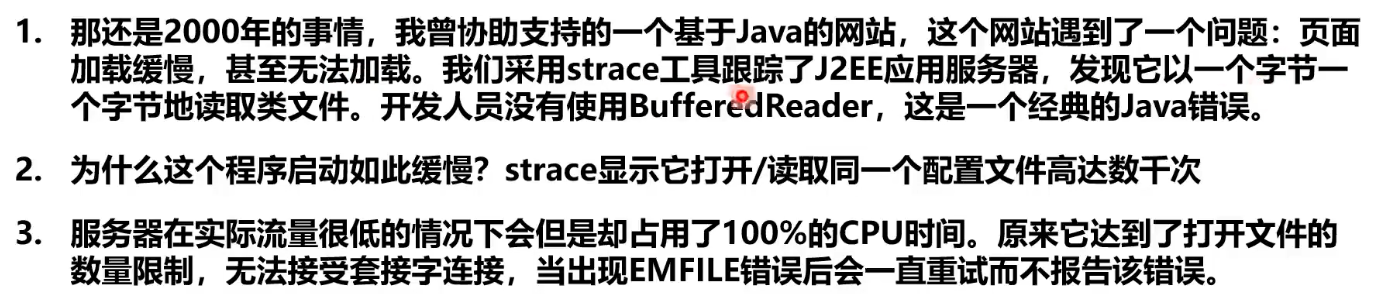 1. 那还是2000年的事情，我曾协助支持的一个基于Java的网站，这个网站遇到了一个问题：页面
加载缓慢，甚至无法加载。我们采用strace工具跟踪了J2EE应用服务器，发现它以一个字节一
个字节地读取类文件。开发人员没有使用BufferedReader，这是一个经典的Java错误。
2. 为什么这个程序启动如此缓慢？strace显示它打开/读取同一个配置文件高达数千次
3. 服务器在实际流量很低的情况下会但是却占用了100%的CPU时间。原来它达到了打开文件的
数量限制，无法接受套接字连接，当出现EMFILE错误后会一直重试而不报告该错误。